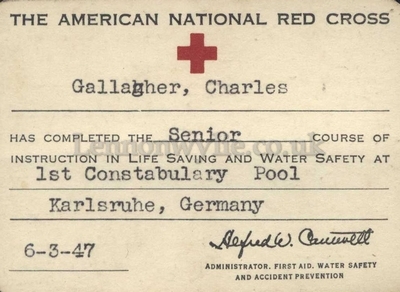 THE AMERICAN NATIONAL RED CROSS
Gallagher, Charles
HAS COMPLETED THE Senior COURSE OF
INSTRUCTION IN LIFE SAVING AND WATER SAFETY AT
1st Constabulary Pool
Karlsruhe, Germany
6-3-47
Alfred W. Cantwell
ADMINISTRATOR, FIRST AID, WATER SAFETY
AND ACCIDENT PREVENTION